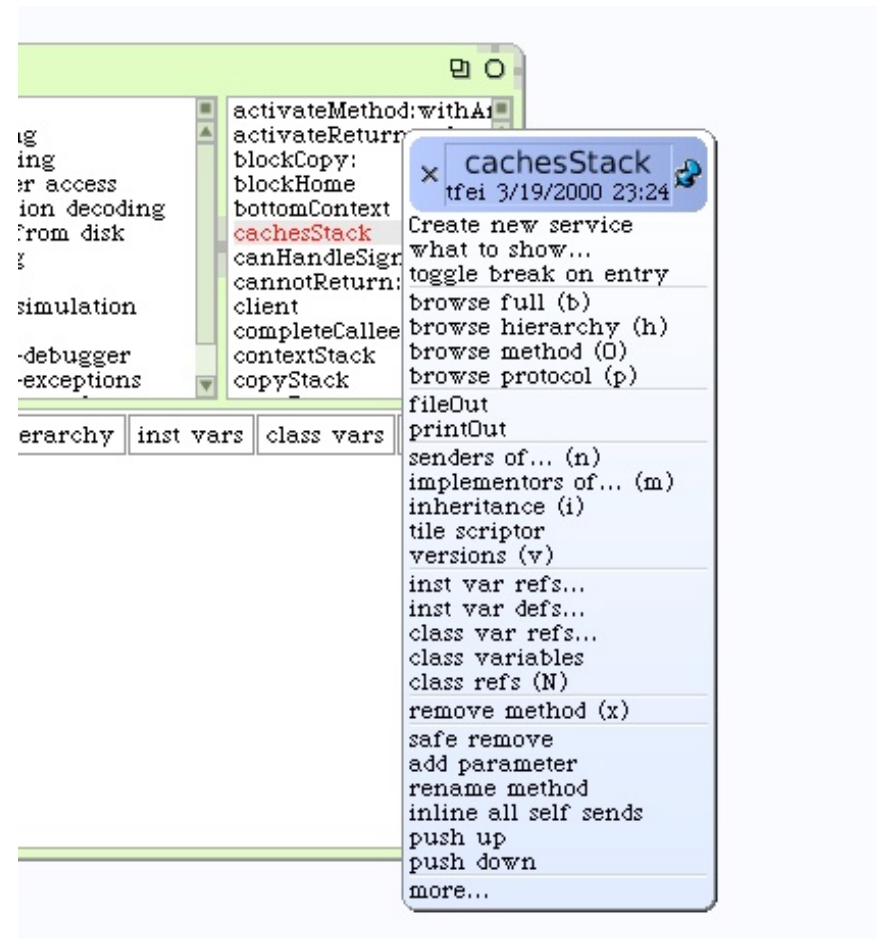 ng
ing
er access
ion decoding
from disk
g
simulation
-debugger
-exceptions
activateMethod:withAr
activateReturn
blockCopy:
blockHome
bottomContext
cachesStack
canHandleSign
cannotReturn:
client
completeCallee
contextStack
copyStack
erarchy
inst vars
class vars
cachesStack
tfei 3/19/2000 23:24
Create new service
what to show...
toggle break on entry
browse full (b)
browse hierarchy (h)
browse method (O)
browse protocol (p)
fileOut
printOut
senders of... (n)
implementors of... (m)
inheritance (i)
tile scriptor
versions (v)
inst var refs...
inst var defs...
class var refs...
class variables
class refs (N)
remove method (x)
safe remove
add parameter
rename method
inline all self sends
push up
push down
more...